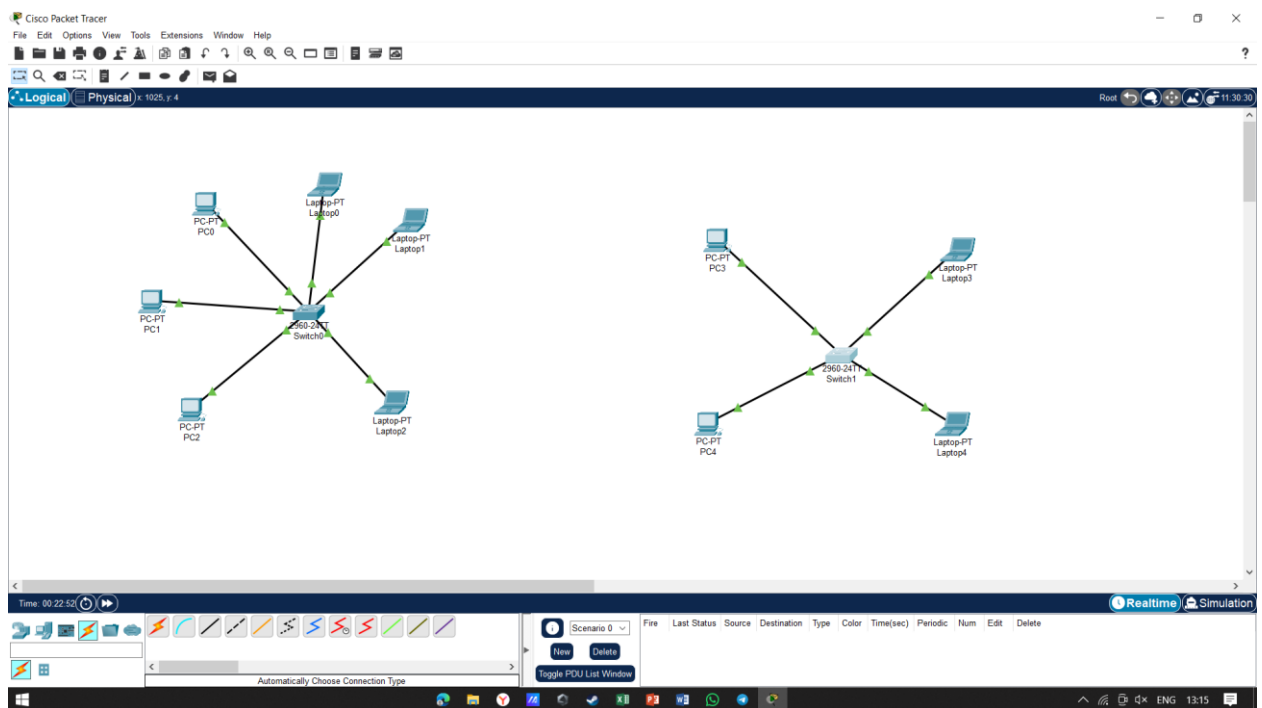 Cisco Packet Tracer
File Edit Options View Tools Extensions Window Help
?
Logical Physical x: 1025, y: 4 Root 11:30:30
Laptop-PT
Laptop0
PC-PT
PC0
Laptop-PT
Laptop1
PC-PT
PC1
2960-24TT
Switch0
PC-PT
PC2
Laptop-PT
Laptop2
PC-PT
PC3
Laptop-PT
Laptop3
2960-24TT
Switch1
PC-PT
PC4
Laptop-PT
Laptop4
Time: 00:22:52 Realtime Simulation
Scenario 0 Fire Last Status Source Destination Type Color Time(sec) Periodic Num Edit Delete
New Delete
Toggle PDU List Window
Automatically Choose Connection Type
ENG 13:15